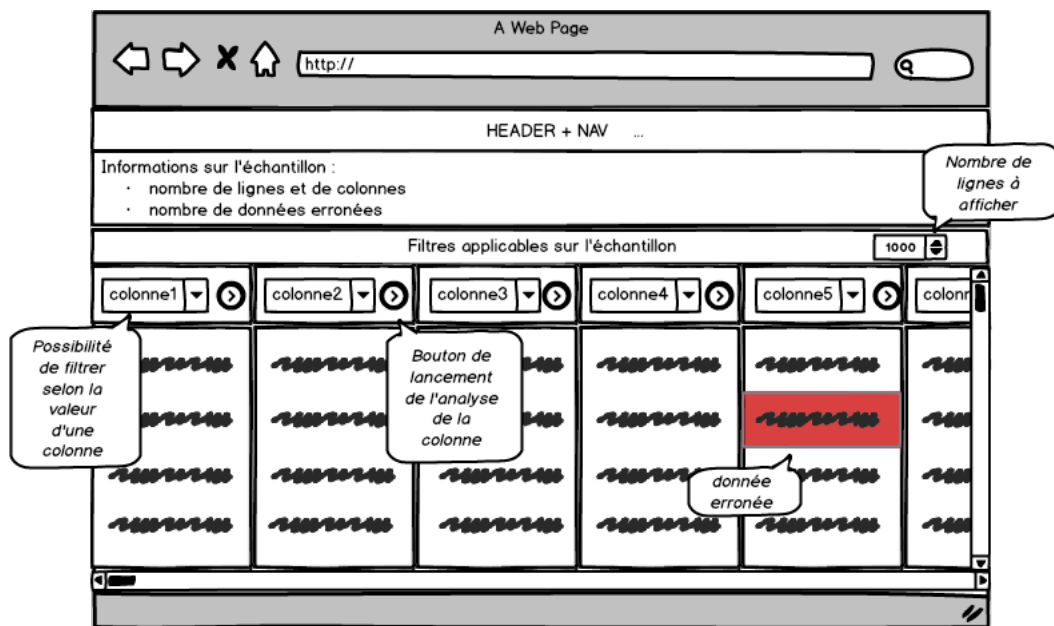 A Web Page
http://
HEADER + NAV ...
Informations sur l'échantillon :
· nombre de lignes et de colonnes
· nombre de données erronées
Nombre de
lignes à
afficher
Filtres applicables sur l'échantillon
1000
colonne1
colonne2
colonne3
colonne4
colonne5
colonn
Possibilité
de filtrer
selon la
valeur
d'une
colonne
Bouton de
lancement
de l'analyse
de la
colonne
donnée
erronée